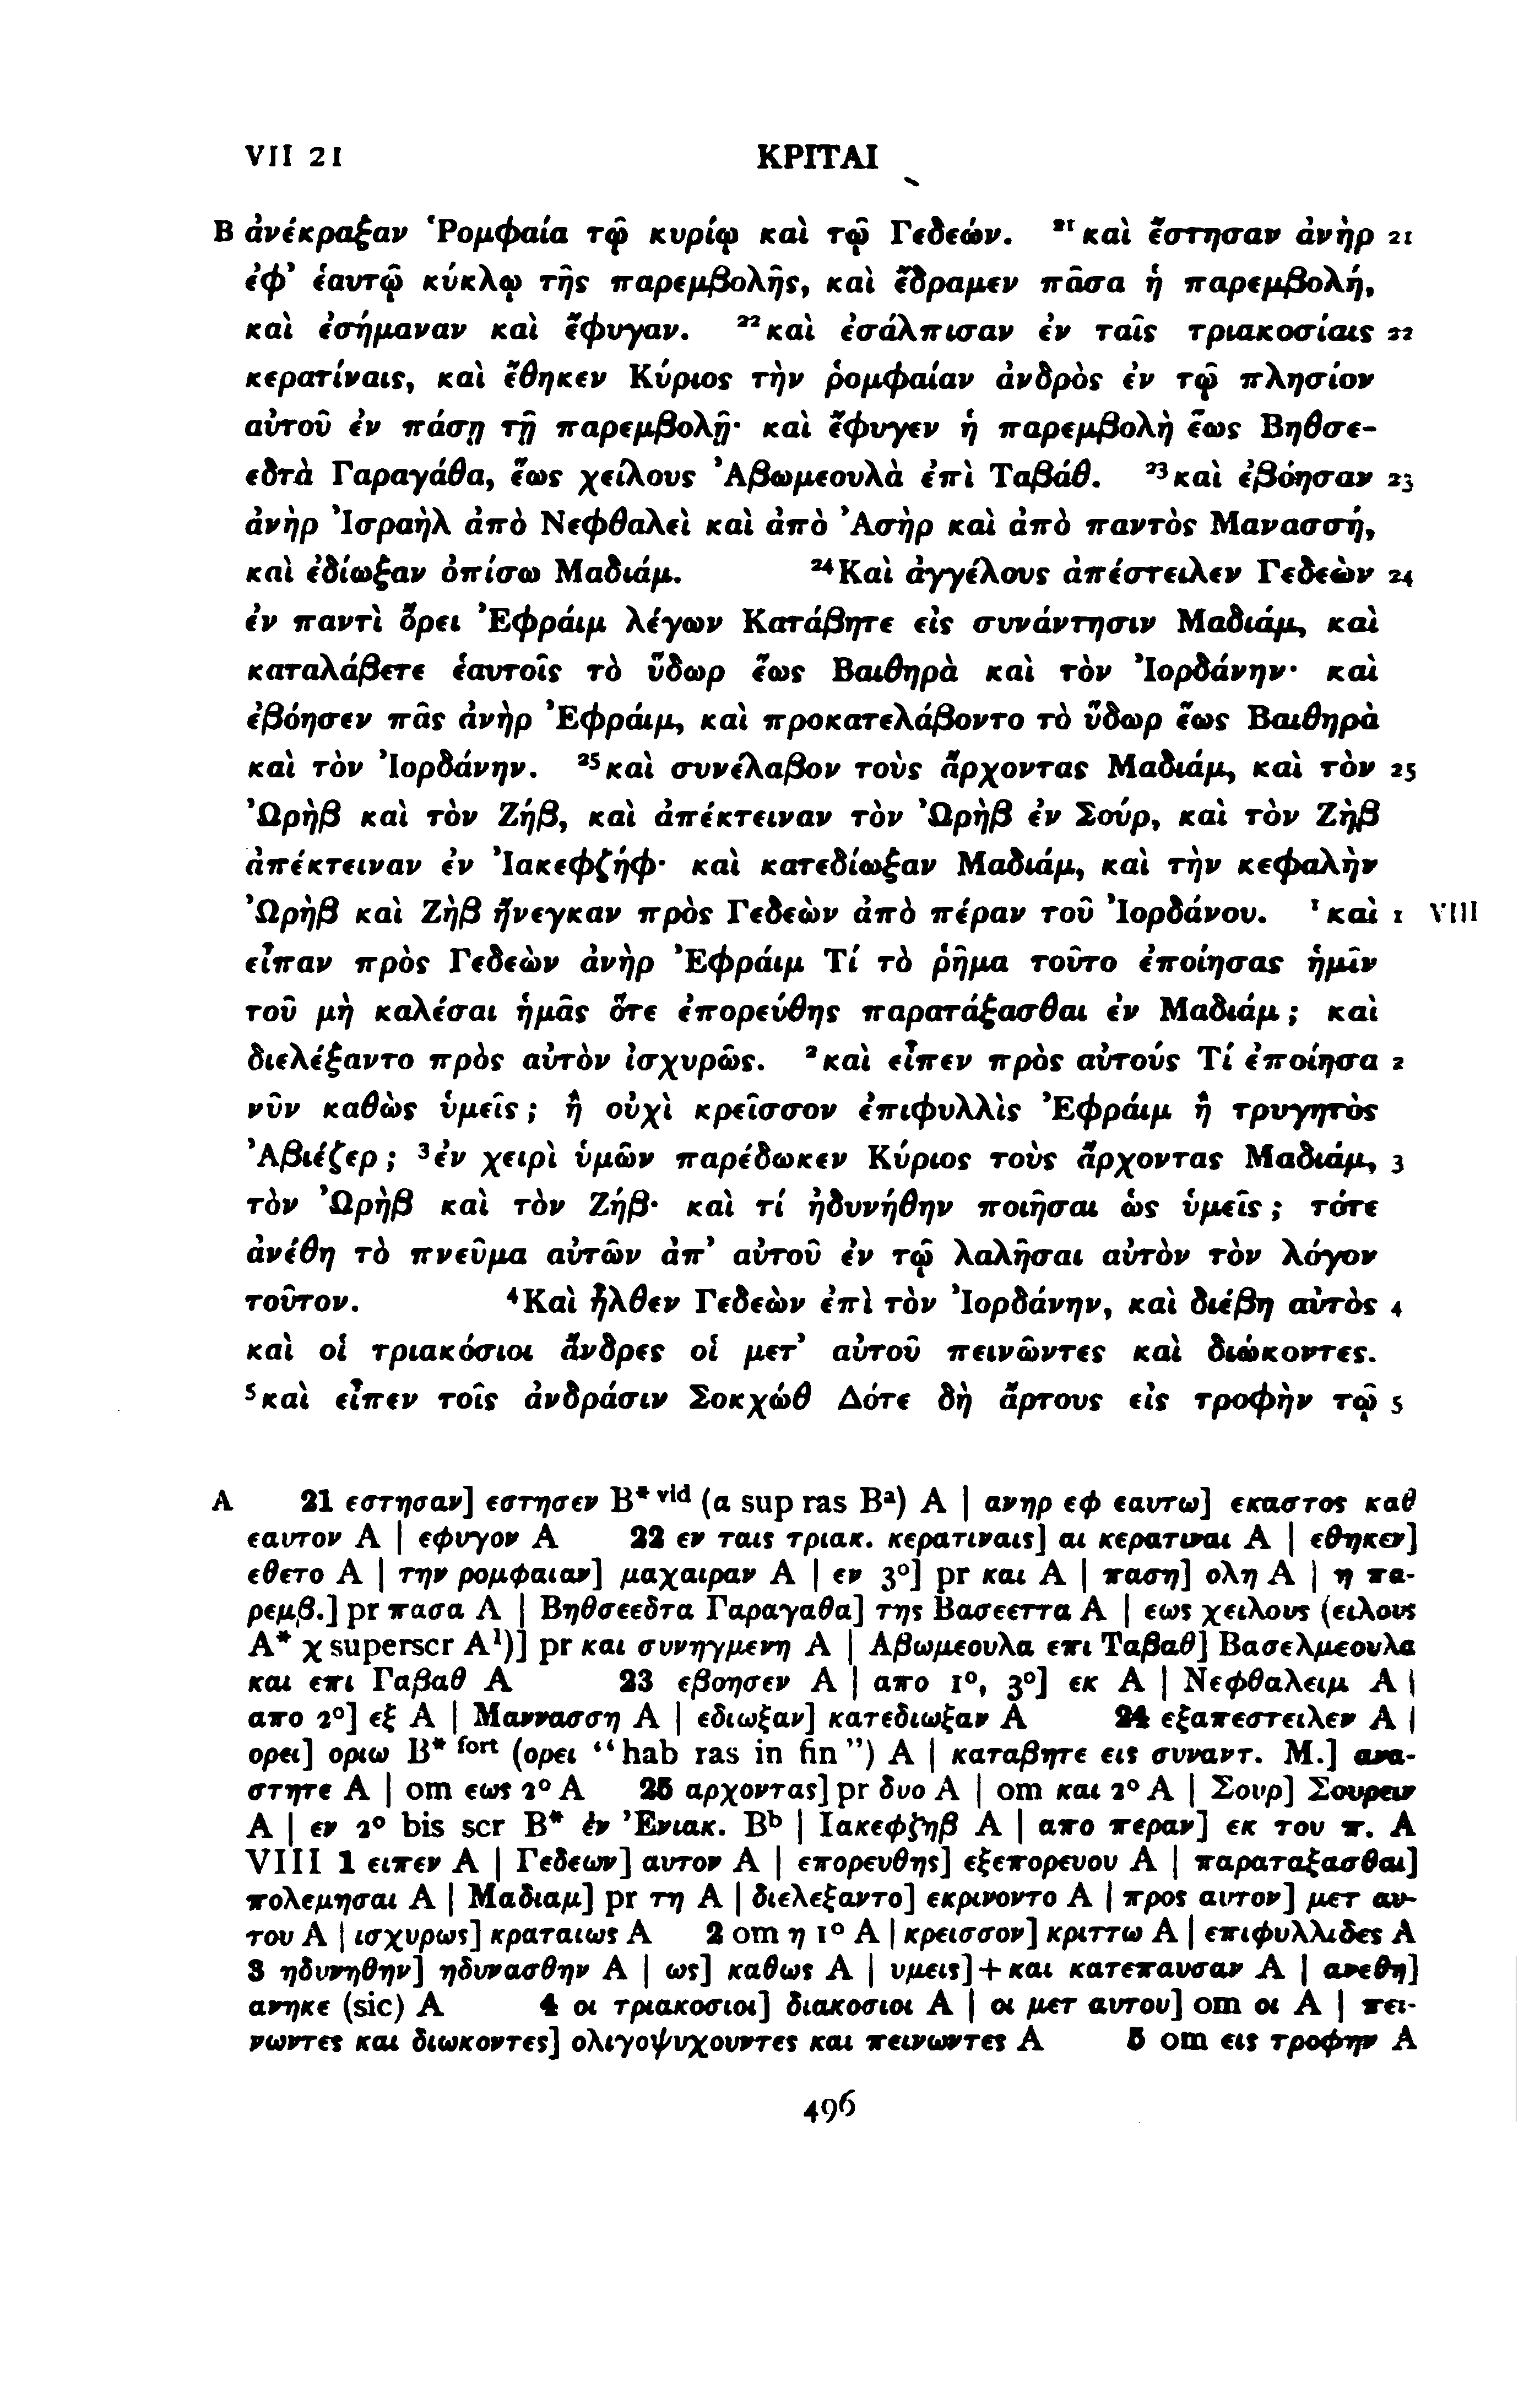 VII 21 ΚΡΙΤΑΙ
B ἀνέκραξαν Ῥομφαία τῷ κυρίῳ καὶ τῷ Γεδεών. ²¹καὶ ἔστησαν ἀνὴρ 21
ἐφ’ ἑαυτῷ κύκλῳ τῆς παρεμβολῆς, καὶ ἔδραμεν πᾶσα ἡ παρεμβολή,
καὶ ἐσήμαναν καὶ ἔφυγαν. ²²καὶ ἐσάλπισαν ἐν ταῖς τριακοσίαις 22
κερατίναις, καὶ ἔθηκεν Κύριος τὴν ῥομφαίαν ἀνδρὸς ἐν τῷ πλησίον
αὐτοῦ ἐν πάσῃ τῇ παρεμβολῇ· καὶ ἔφυγεν ἡ παρεμβολὴ ἕως Βηθσε-
εδτὰ Γαραγάθα, ἕως χείλους Ἀβωμεουλὰ ἐπὶ Ταβάθ. ²³καὶ ἐβόησαν 23
ἀνὴρ Ἰσραὴλ ἀπὸ Νεφθαλεὶ καὶ ἀπὸ Ἀσὴρ καὶ ἀπὸ παντὸς Μανασσή,
καὶ ἐδίωξαν ὀπίσω Μαδιάμ. ²⁴Καὶ ἀγγέλους ἀπέστειλεν Γεδεὼν 24
ἐν παντὶ ὄρει Ἐφράιμ λέγων Κατάβητε εἰς συνάντησιν Μαδιάμ, καὶ
καταλάβετε ἑαυτοῖς τὸ ὕδωρ ἕως Βαιθηρὰ καὶ τὸν Ἰορδάνην· καὶ
ἐβόησεν πᾶς ἀνὴρ Ἐφράιμ, καὶ προκατελάβοντο τὸ ὕδωρ ἕως Βαιθηρὰ
καὶ τὸν Ἰορδάνην. ²⁵καὶ συνέλαβον τοὺς ἄρχοντας Μαδιάμ, καὶ τὸν 25
Ὠρὴβ καὶ τὸν Ζήβ, καὶ ἀπέκτειναν τὸν Ὠρὴβ ἐν Σούρ, καὶ τὸν Ζὴβ
ἀπέκτειναν ἐν Ἰακεφζήφ· καὶ κατεδίωξαν Μαδιάμ, καὶ τὴν κεφαλὴν
Ὠρὴβ καὶ Ζὴβ ἤνεγκαν πρὸς Γεδεὼν ἀπὸ πέραν τοῦ Ἰορδάνου. ¹καὶ 1 VIII
εἶπαν πρὸς Γεδεὼν ἀνὴρ Ἐφράιμ Τί τὸ ῥῆμα τοῦτο ἐποίησας ἡμῖν
τοῦ μὴ καλέσαι ἡμᾶς ὅτε ἐπορεύθης παρατάξασθαι ἐν Μαδιάμ; καὶ
διελέξαντο πρὸς αὐτὸν ἰσχυρῶς. ²καὶ εἶπεν πρὸς αὐτούς Τί ἐποίησα 2
νῦν καθὼς ὑμεῖς; ἢ οὐχὶ κρεῖσσον ἐπιφυλλὶς Ἐφράιμ ἢ τρυγητὸς
Ἀβιέζερ; ³ἐν χειρὶ ὑμῶν παρέδωκεν Κύριος τοὺς ἄρχοντας Μαδιάμ, 3
τὸν Ὠρὴβ καὶ τὸν Ζήβ· καὶ τί ἠδυνήθην ποιῆσαι ὡς ὑμεῖς; τότε
ἀνέθη τὸ πνεῦμα αὐτῶν ἀπ’ αὐτοῦ ἐν τῷ λαλῆσαι αὐτὸν τὸν λόγον
τοῦτον. ⁴Καὶ ἦλθεν Γεδεὼν ἐπὶ τὸν Ἰορδάνην, καὶ διέβη αὐτὸς 4
καὶ οἱ τριακόσιοι ἄνδρες οἱ μετ’ αὐτοῦ πεινῶντες καὶ διώκοντες.
⁵καὶ εἶπεν τοῖς ἀνδράσιν Σοκχώθ Δότε δὴ ἄρτους εἰς τροφὴν τῷ 5
A 21 εστησαν] εστησεν B* vid (α sup ras Bᵃ) A | ανηρ εφ εαυτω] εκαστος καθ
εαυτον A | εφυγον A 22 εν ταις τριακ. κερατιναις] αι κερατιναι A | εθηκεν]
εθετο A | την ρομφαιαν] μαχαιραν A | εν 3°] pr και A | παση] ολη A | η πα-
ρεμβ.] pr πασα A | Βηθσεεδτα Γαραγαθα] της Βασεεττα A | εως χειλους (ειλους
A* χ superscr A¹)] pr και συνηγμενη A | Αβωμεουλα επι Ταβαθ] Βασελμεουλα
και επι Γαβαθ A 23 εβοησεν A | απο 1°, 3°] εκ A | Νεφθαλειμ A |
απο 2°] εξ A | Μαννασση A | εδιωξαν] κατεδιωξαν A 24 εξαπεστειλεν A |
ορει] οριω B* fort (ορει “hab ras in fin”) A | καταβητε εις συναντ. Μ.] ανα-
στητε A | om εως 2° A 25 αρχοντας] pr δυο A | om και 2° A | Σουρ] Σουρειν
A | εν 2° bis scr B* ἐν Ἐνιακ. Bᵇ | Ιακεφζηβ A | απο περαν] εκ του π. A
VIII 1 ειπεν A | Γεδεων] αυτον A | επορευθης] εξεπορευου A | παραταξασθαι]
πολεμησαι A | Μαδιαμ] pr τη A | διελεξαντο] εκρινοντο A | προς αυτον] μετ αυ-
του A | ισχυρως] κραταιως A 2 om η 1° A | κρεισσον] κριττω A | επιφυλλιδες A
3 ηδυνηθην] ηδυνασθην A | ως] καθως A | υμεις]+και κατεπαυσαν A | ανεθη]
ανηκε (sic) A 4 οι τριακοσιοι] διακοσιοι A | οι μετ αυτου] om οι A | πει-
νωντες και διωκοντες] ολιγοψυχουντες και πεινωντες A 5 om εις τροφην A
496